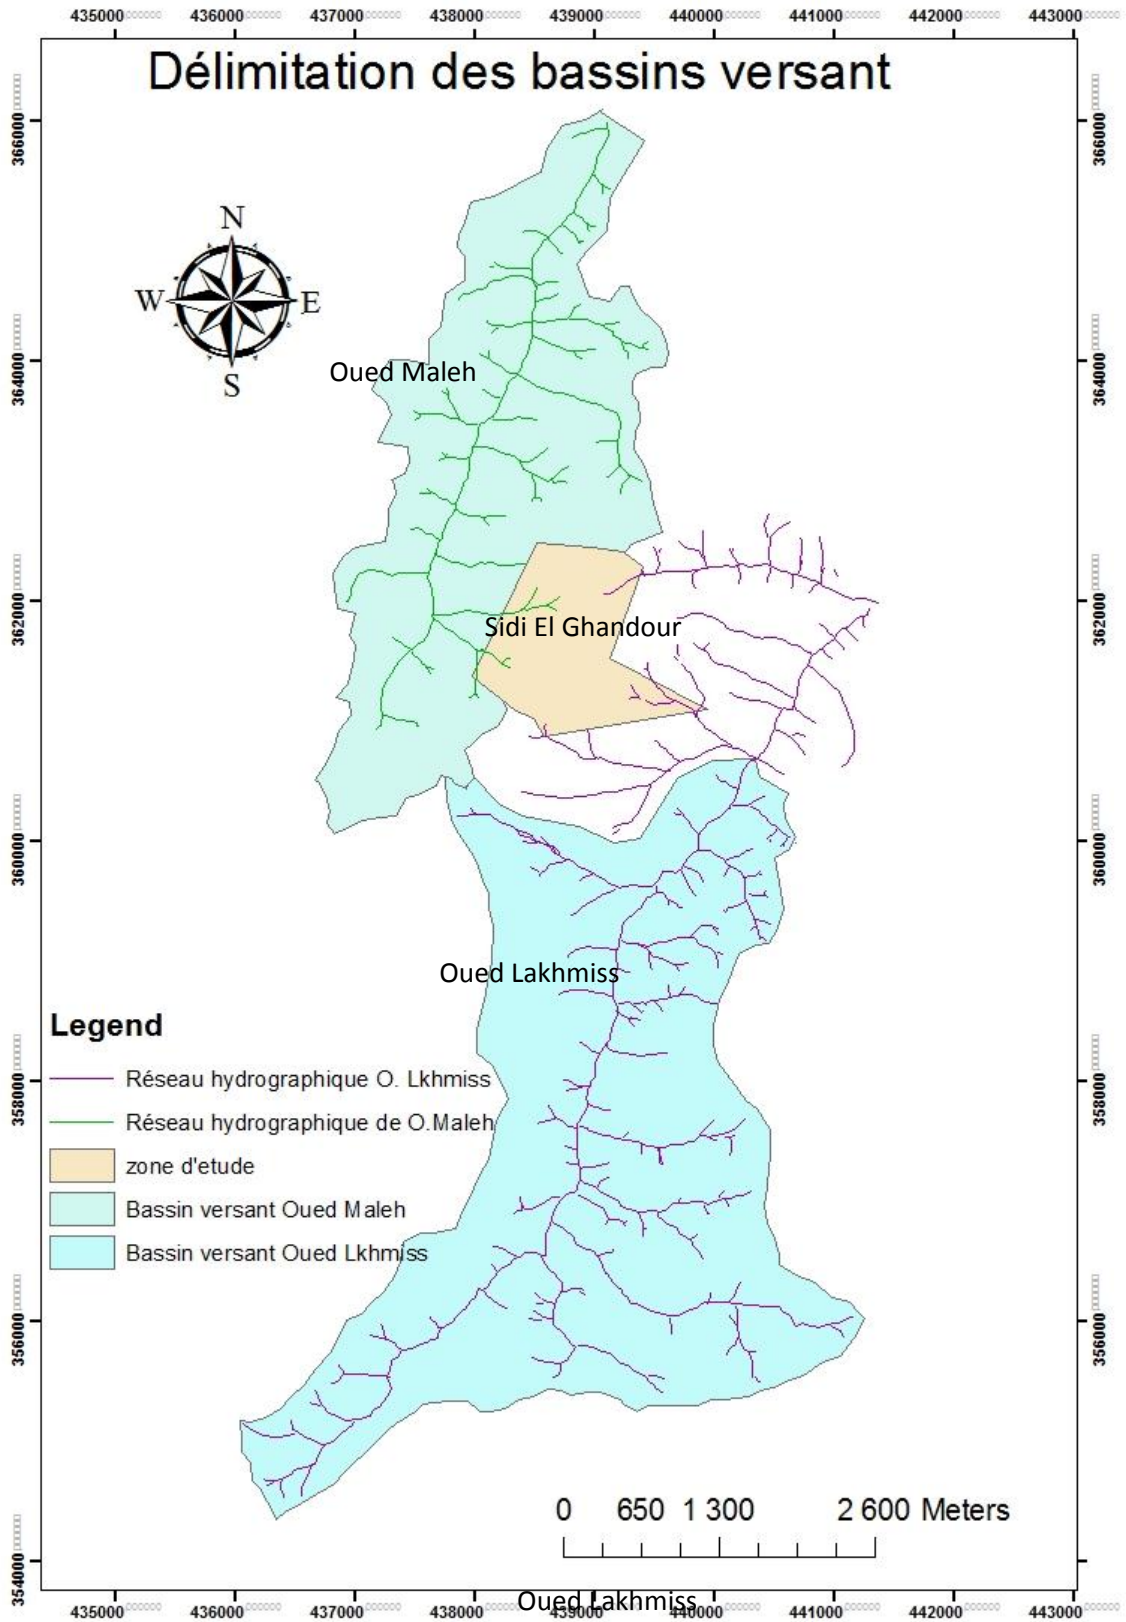 435000 436000 437000 438000 439000 440000 441000 442000 443000
Délimitation des bassins versant
366000 366000
N
W E
S
364000 364000
Oued Maleh
362000 362000
Sidi El Ghandour
360000 360000
Oued Lakhmiss
Legend
Réseau hydrographique O. Lkhmiss
358000 358000
Réseau hydrographique de O.Maleh
zone d'etude
Bassin versant Oued Maleh
Bassin versant Oued Lkhmiss
356000 356000
0 650 1 300 2 600 Meters
354000
435000 436000 437000 438000 439000 440000 441000 442000 443000
Oued Lakhmiss